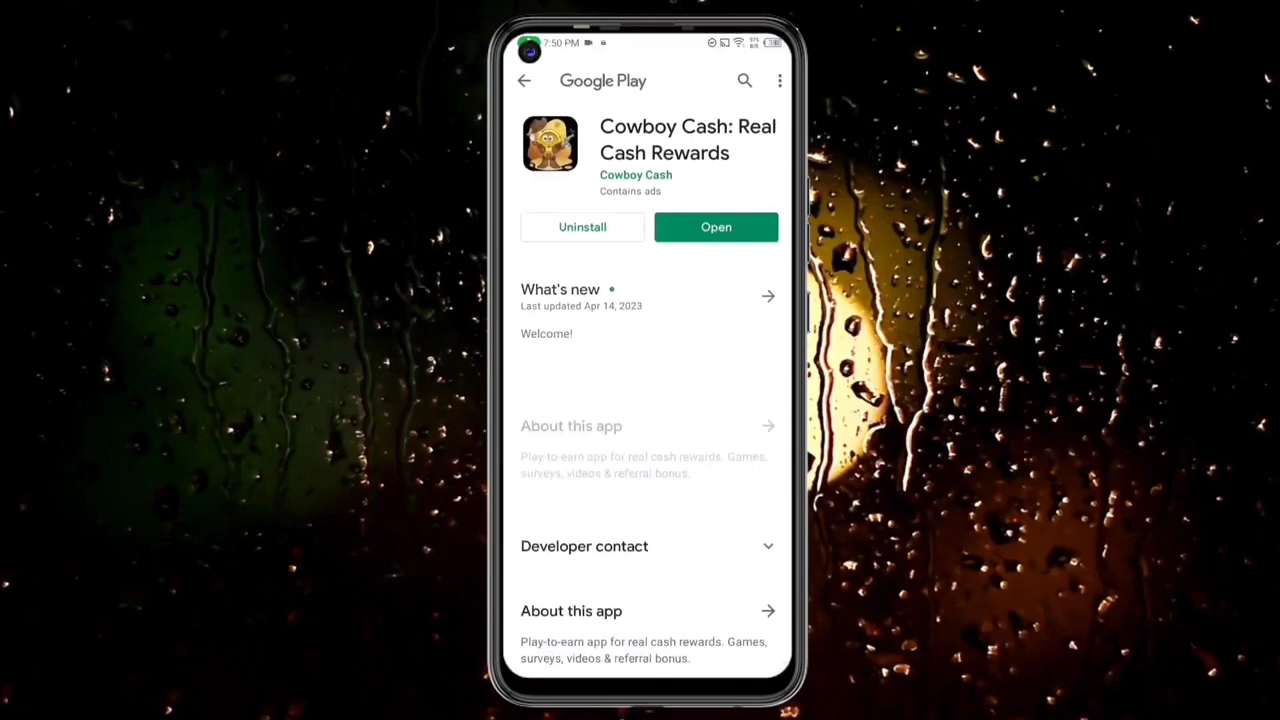 7:50 PM
Google Play
Cowboy Cash: Real
Cash Rewards
Cowboy Cash
Contains ads
Uninstall
Open
What's new
Last updated Apr 14, 2023
Welcome!
About this app
Play-to-earn app for real cash rewards. Games,
surveys, videos & referral bonus.
Developer contact
About this app
Play-to-earn app for real cash rewards. Games,
surveys, videos & referral bonus.